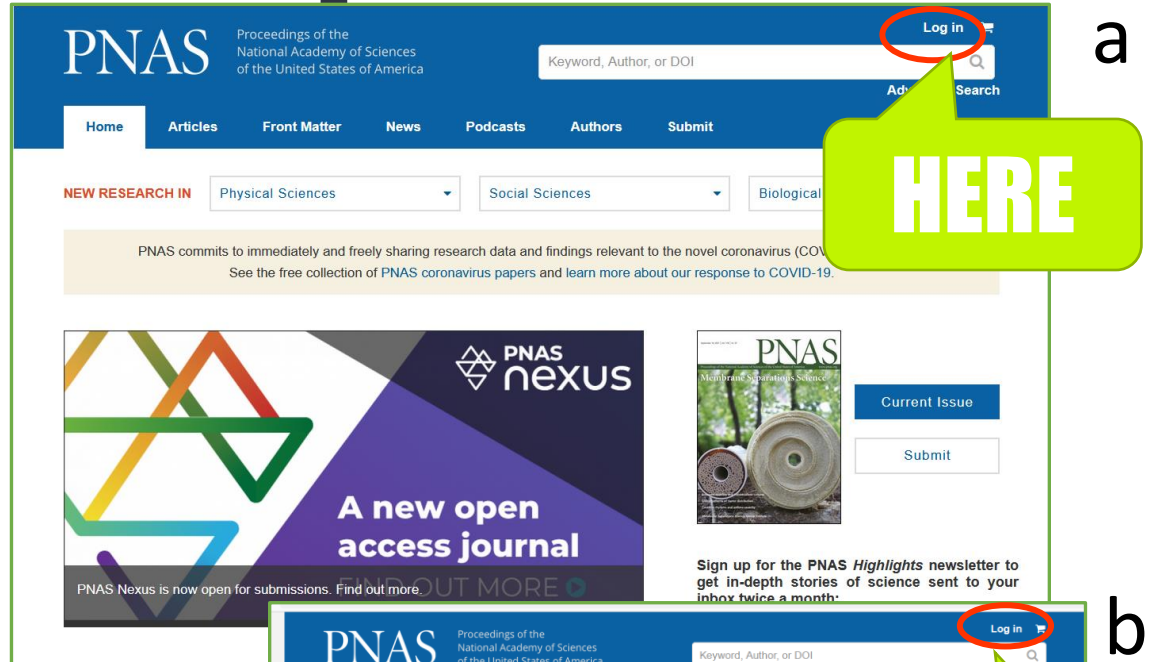 a
PNAS
Proceedings of the
National Academy of Sciences
of the United States of America
Keyword, Author, or DOI
Log in
Search
Home Articles Front Matter News Podcasts Authors Submit
HERE
NEW RESEARCH IN Physical Sciences Social Sciences Biological
PNAS commits to immediately and freely sharing research data and findings relevant to the novel coronavirus
See the free collection of PNAS coronavirus papers and learn more about our response to COVID-19.
PNAS
nexus
A new open
access journal
FIND OUT MORE
PNAS Nexus is now open for submissions. Find out more.
PNAS
Membrane Separations Science
Current Issue
Submit
Sign up for the PNAS Highlights newsletter to
get in-depth stories of science sent to your
inbox twice a month:
b
PNAS
Proceedings of the
National Academy of Sciences
of the United States of America
Keyword, Author, or DOI
Log in